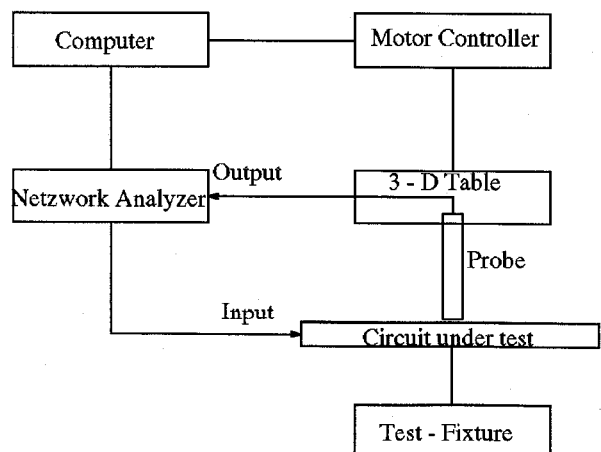 Computer
Motor Controller
Output
3 - D Table
Netzwork Analyzer
Probe
Input
Circuit under test
Test - Fixture